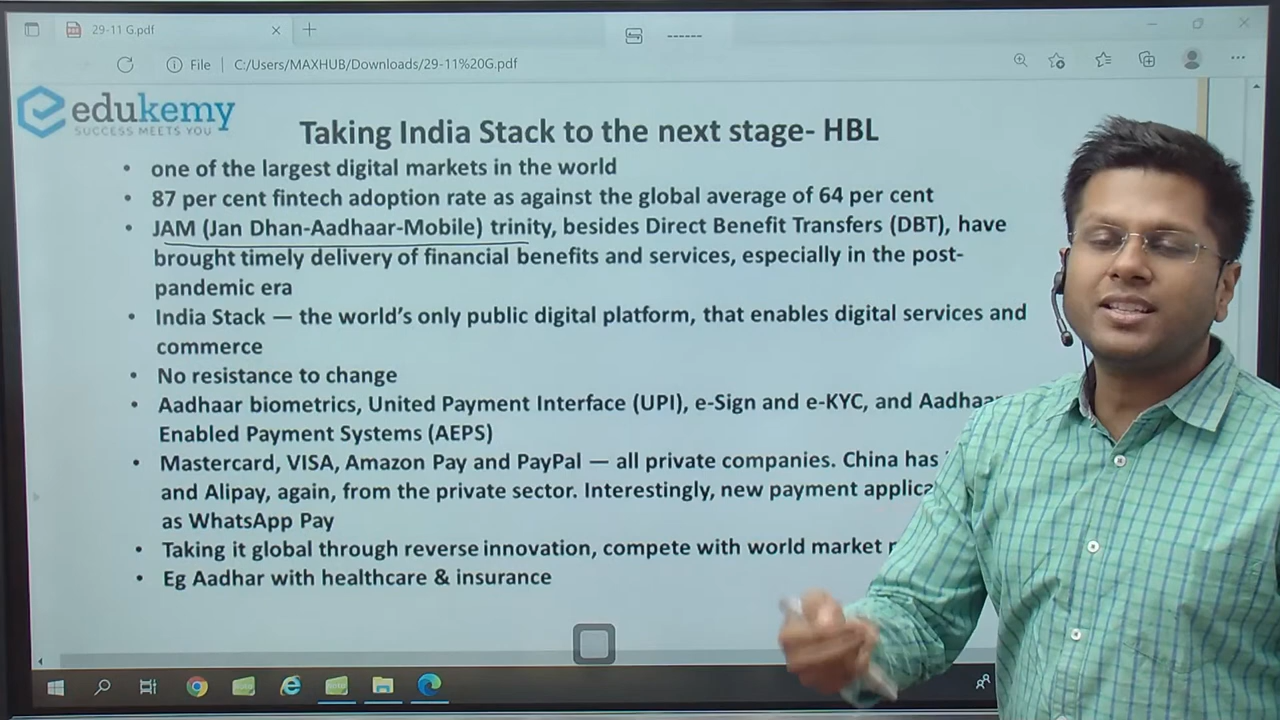 29-11 G.pdf
------
File
C:/Users/MAXHUB/Downloads/29-11%20G.pdf
edukemy
SUCCESS MEETS YOU
Taking India Stack to the next stage- HBL
• one of the largest digital markets in the world
• 87 per cent fintech adoption rate as against the global average of 64 per cent
• JAM (Jan Dhan-Aadhaar-Mobile) trinity, besides Direct Benefit Transfers (DBT), have
brought timely delivery of financial benefits and services, especially in the post-
pandemic era
• India Stack — the world's only public digital platform, that enables digital services and
commerce
• No resistance to change
• Aadhaar biometrics, United Payment Interface (UPI), e-Sign and e-KYC, and Aadhaar
Enabled Payment Systems (AEPS)
• Mastercard, VISA, Amazon Pay and PayPal — all private companies. China has
and Alipay, again, from the private sector. Interestingly, new payment
as WhatsApp Pay
• Taking it global through reverse innovation, compete with world market
• Eg Aadhar with healthcare & insurance